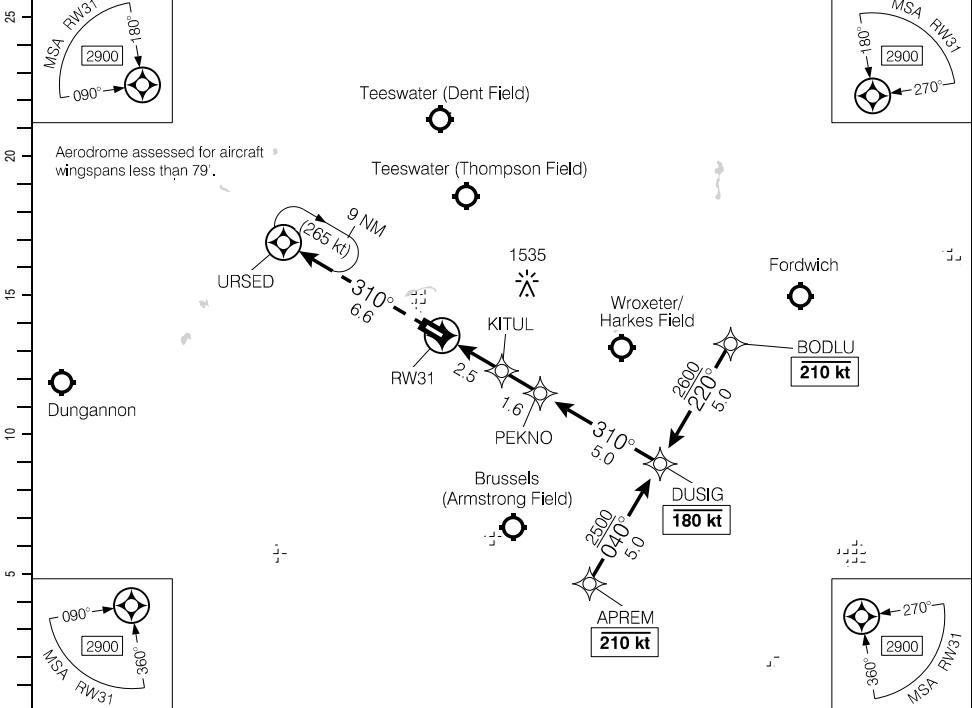 25
MSA RW31
180°
2900
090°
MSA RW31
180°
2900
270°
Teeswater (Dent Field)
20
Aerodrome assessed for aircraft
wingspans less than 79'.
Teeswater (Thompson Field)
9 NM
(265 kt)
URSED
310°
6.6
1535
Fordwich
15
Wroxeter/
Harkes Field
KITUL
BODLU
210 kt
RW31
2.5
2600
220°
5.0
Dungannon
1.6
10
PEKNO
310°
5.0
Brussels
(Armstrong Field)
DUSIG
180 kt
2500
040°
5.0
5
APREM
210 kt
090°
2900
360°
MSA RW31
270°
2900
360°
MSA RW31